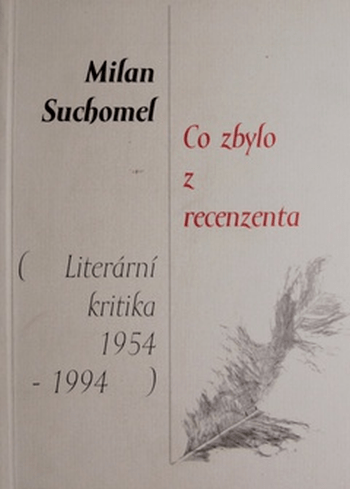 Milan
Suchomel
Co zbylo
z
recenzenta
( Literární
kritika
1954
- 1994 )